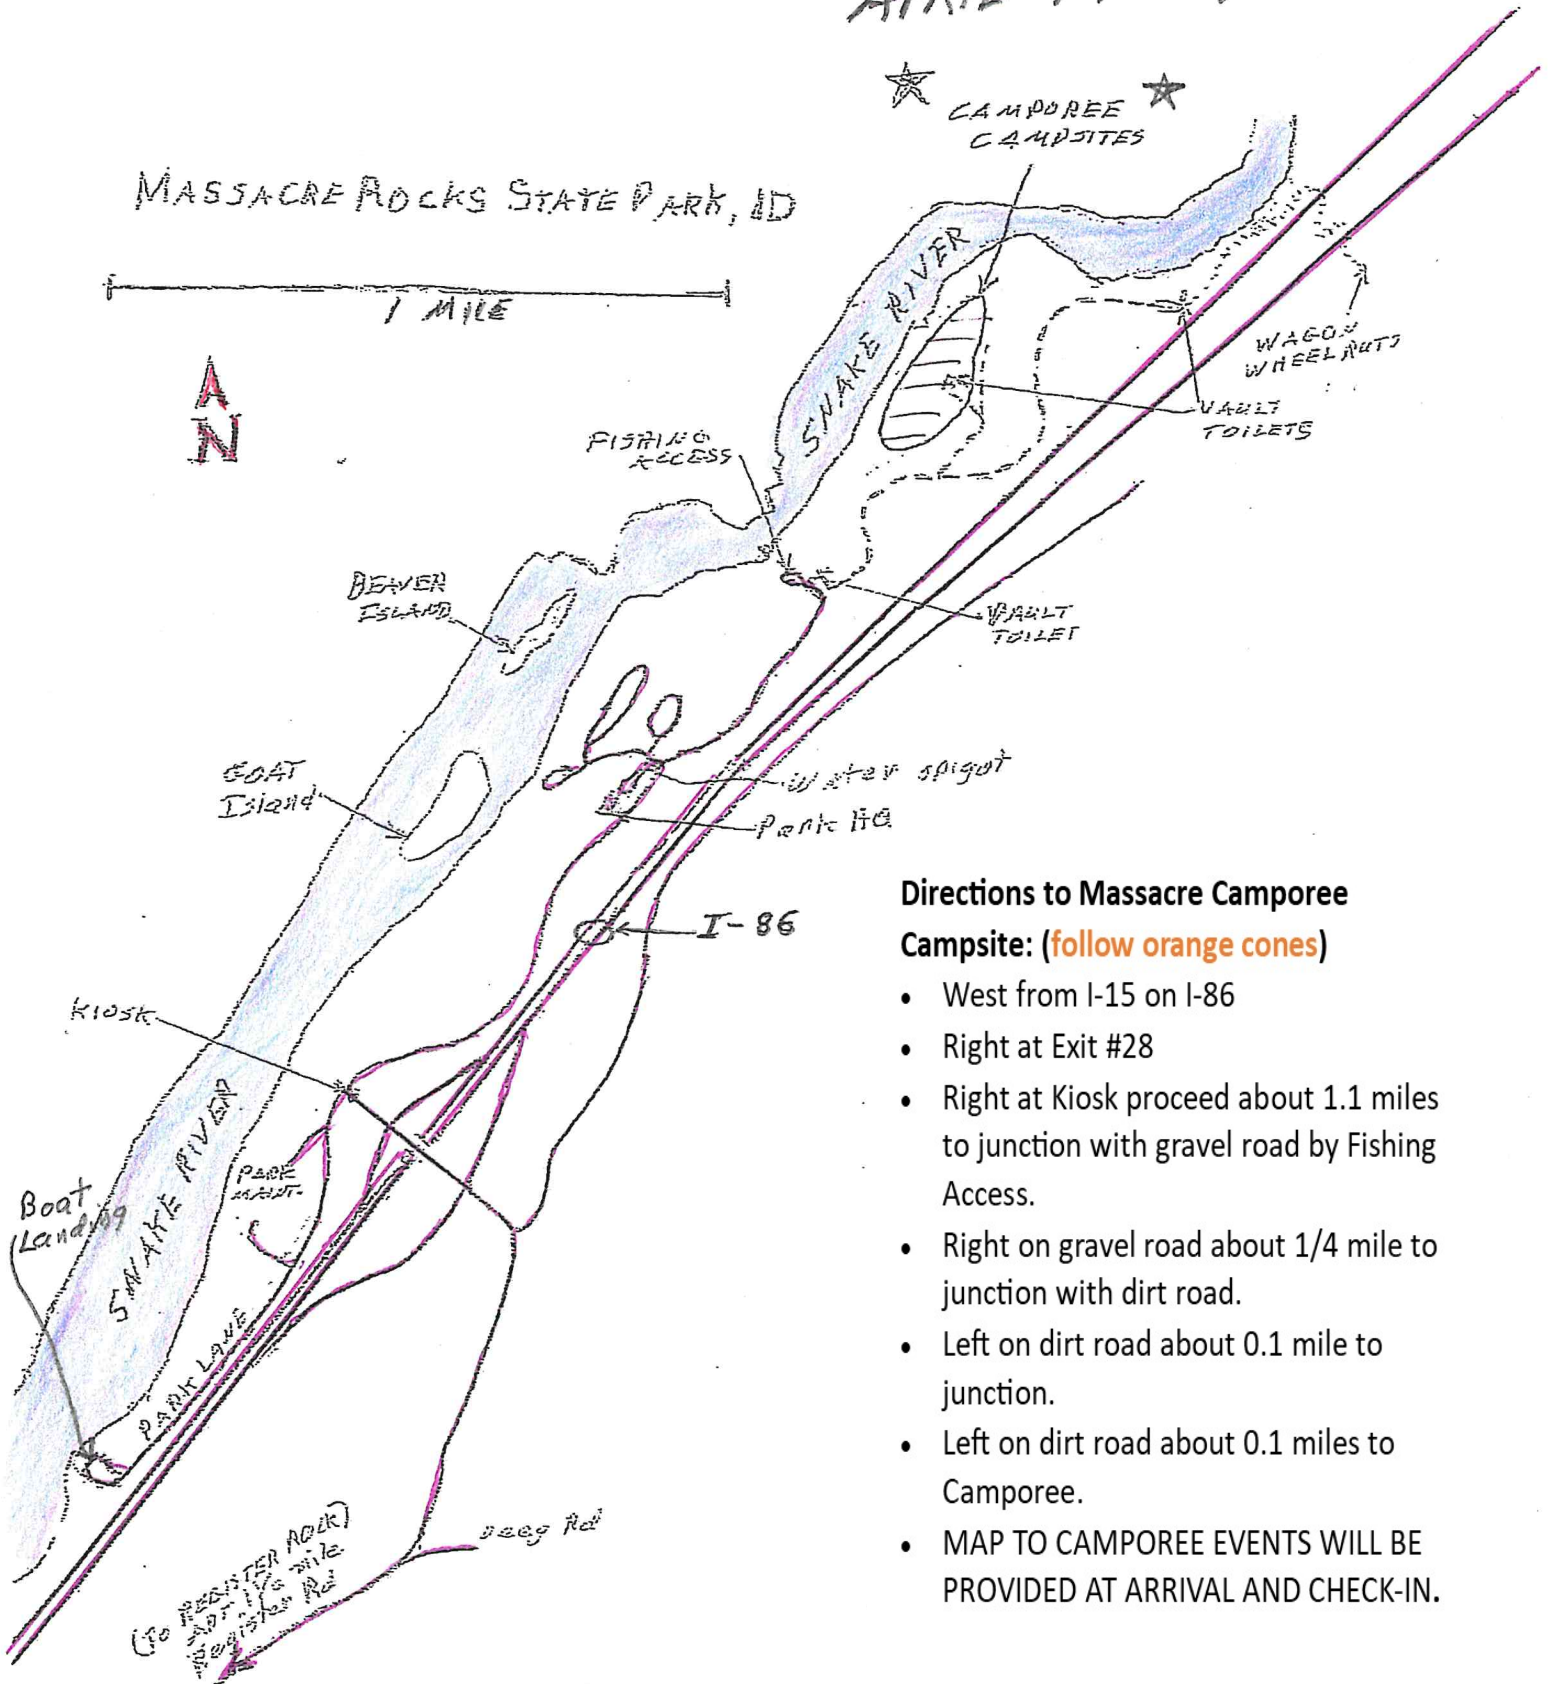 APRIL
CAMPOREE
CAMPSITES
MASSACRE ROCKS STATE PARK, ID
1 MILE
N
SNAKE RIVER
WAGON
WHEEL RUTS
VAULT
TOILETS
FISHING
ACCESS
BEAVER
ISLAND
VAULT
TOILET
GOAT
Island
Water spigot
Park HQ
I-86
KIOSK
SNAKE RIVER
PARK
MAINT.
Boat
Landing
PARK LANE
Deeg Rd
(TO REGISTER ROCK)
mile
Register Rd
Directions to Massacre Camporee
Campsite: (follow orange cones)
• West from I-15 on I-86
• Right at Exit #28
• Right at Kiosk proceed about 1.1 miles
to junction with gravel road by Fishing
Access.
• Right on gravel road about 1/4 mile to
junction with dirt road.
• Left on dirt road about 0.1 mile to
junction.
• Left on dirt road about 0.1 miles to
Camporee.
• MAP TO CAMPOREE EVENTS WILL BE
PROVIDED AT ARRIVAL AND CHECK-IN.